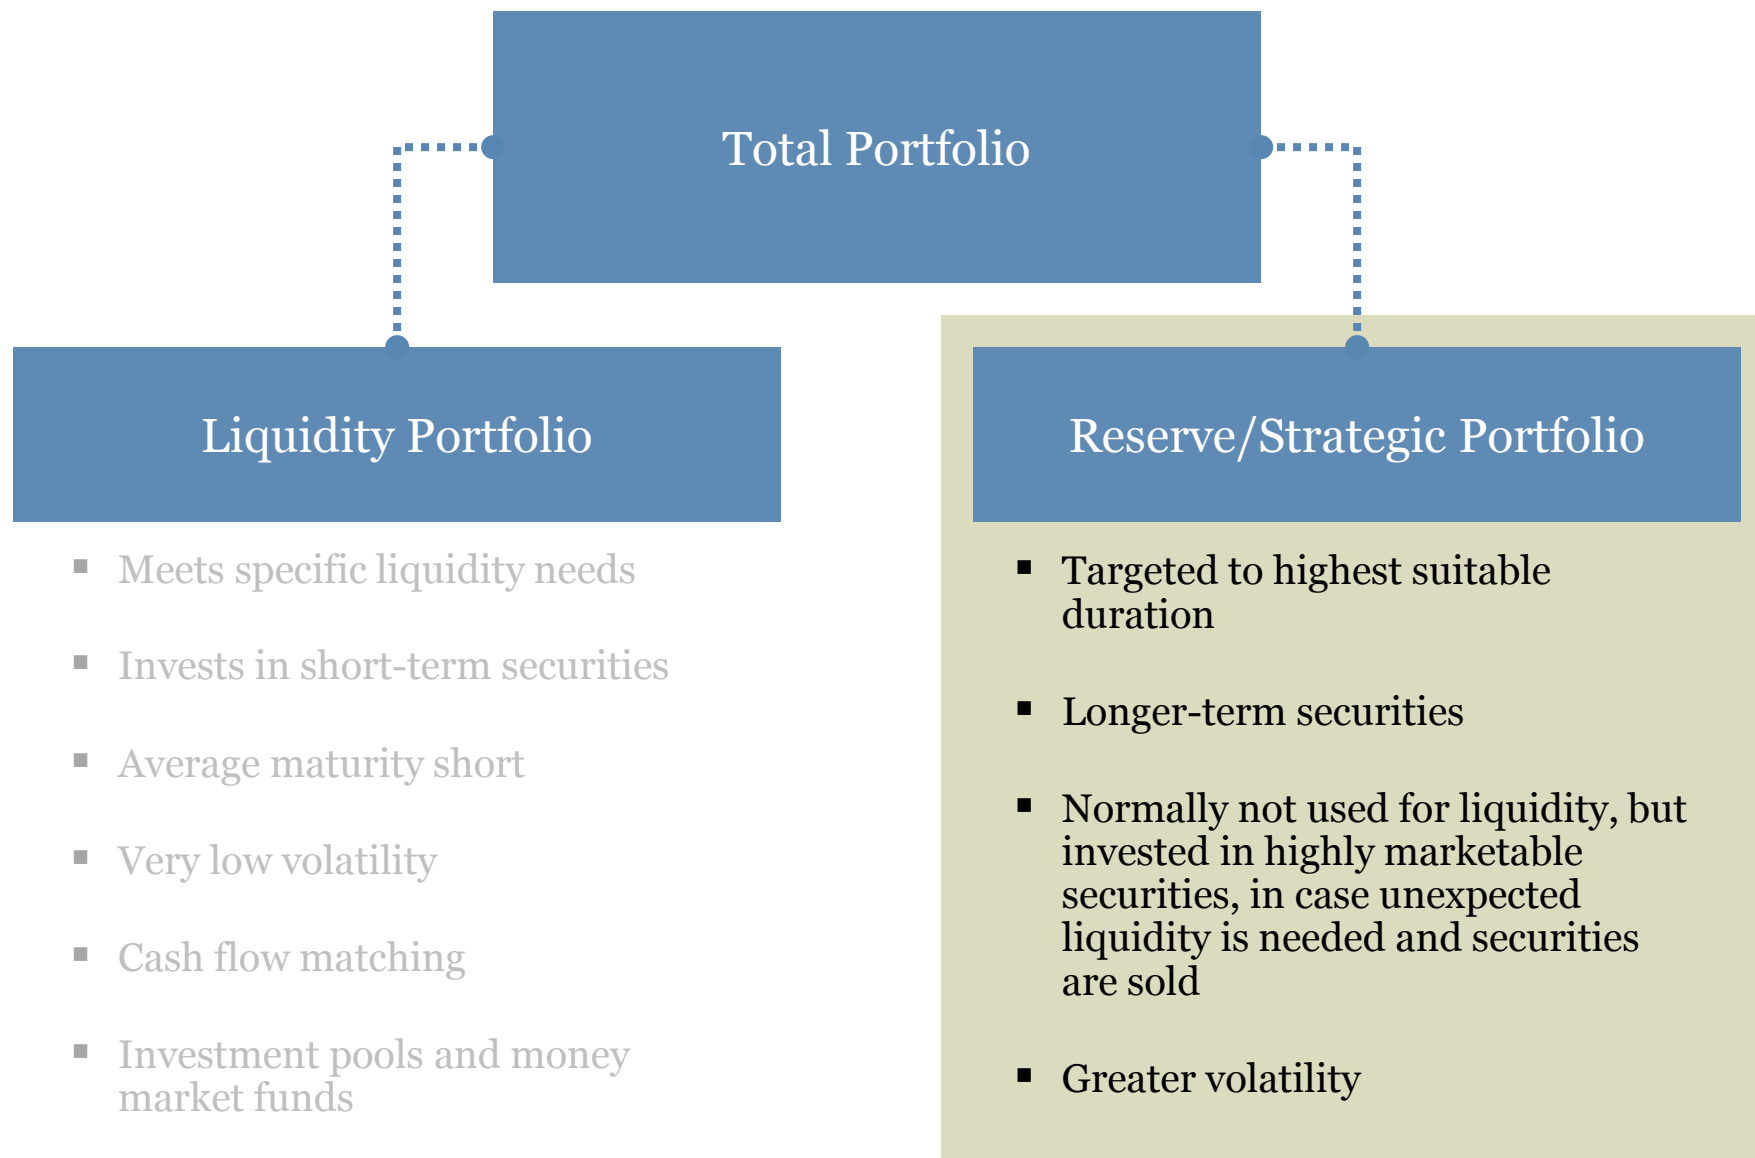 Total Portfolio
Liquidity Portfolio
▪ Meets specific liquidity needs
▪ Invests in short-term securities
▪ Average maturity short
▪ Very low volatility
▪ Cash flow matching
▪ Investment pools and money
market funds
Reserve/Strategic Portfolio
▪ Targeted to highest suitable
duration
▪ Longer-term securities
▪ Normally not used for liquidity, but
invested in highly marketable
securities, in case unexpected
liquidity is needed and securities
are sold
▪ Greater volatility